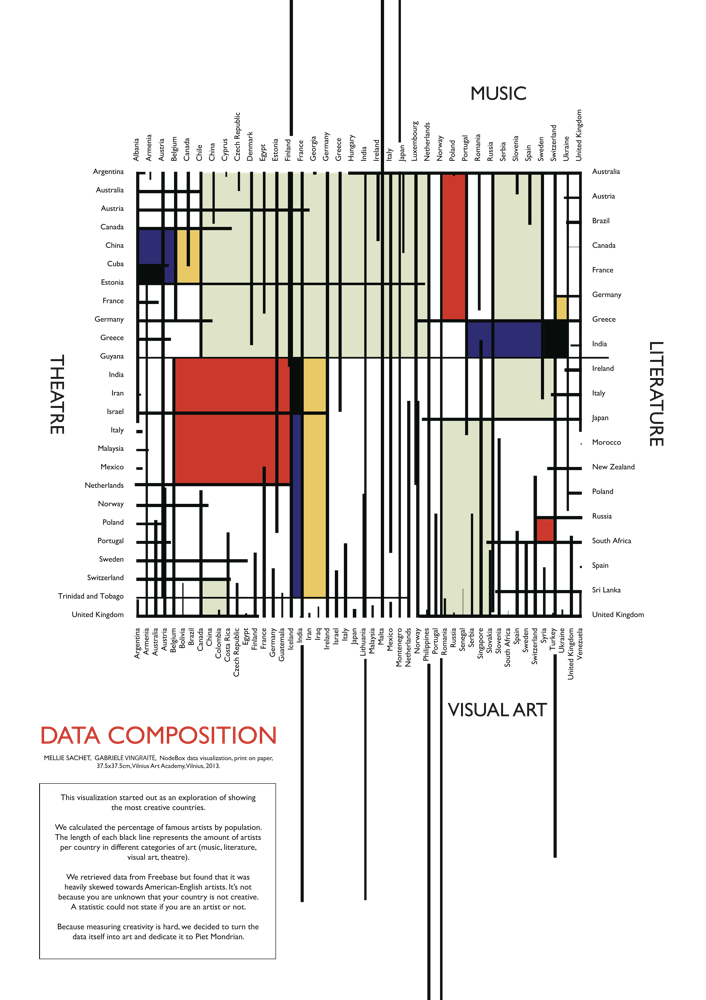 MUSIC
Albania
Armenia
Austria
Belgium
Canada
Chile
China
Cyprus
Czech Republic
Denmark
Egypt
Estonia
Finland
France
Georgia
Germany
Greece
Hungary
India
Ireland
Italy
Japan
Luxembourg
Netherlands
Norway
Poland
Portugal
Romania
Russia
Serbia
Slovenia
Spain
Sweden
Switzerland
Ukraine
United Kingdom
THEATRE
Argentina
Australia
Austria
Canada
China
Cuba
Estonia
France
Germany
Greece
Guyana
India
Iran
Israel
Italy
Malaysia
Mexico
Netherlands
Norway
Poland
Portugal
Sweden
Switzerland
Trinidad and Tobago
United Kingdom
LITERATURE
Australia
Austria
Brazil
Canada
France
Germany
Greece
India
Ireland
Italy
Japan
Morocco
New Zealand
Poland
Russia
South Africa
Spain
Sri Lanka
United Kingdom
Argentina
Armenia
Australia
Austria
Belgium
Bolivia
Brazil
Canada
China
Colombia
Costa Rica
Czech Republic
Egypt
Finland
France
Germany
Guatemala
Iceland
India
Iran
Iraq
Ireland
Israel
Italy
Japan
Lithuania
Malaysia
Malta
Mexico
Montenegro
Netherlands
Norway
Philippines
Portugal
Romania
Russia
Senegal
Serbia
Singapore
Slovakia
Slovenia
South Africa
Spain
Sweden
Switzerland
Syria
Turkey
Ukraine
United Kingdom
Venezuela
VISUAL ART
DATA COMPOSITION
MELLIE SACHET, GABRIELĖ VINGRAITĖ, NodeBox data visualization, print on paper,
37.5x37.5cm, Vilnius Art Academy, Vilnius, 2013.
This visualization started out as an exploration of showing
the most creative countries.
We calculated the percentage of famous artists by population.
The length of each black line represents the amount of artists
per country in different categories of art (music, literature,
visual art, theatre).
We retrieved data from Freebase but found that it was
heavily skewed towards American-English artists. It's not
because you are unknown that your country is not creative.
A statistic could not state if you are an artist or not.
Because measuring creativity is hard, we decided to turn the
data itself into art and dedicate it to Piet Mondrian.